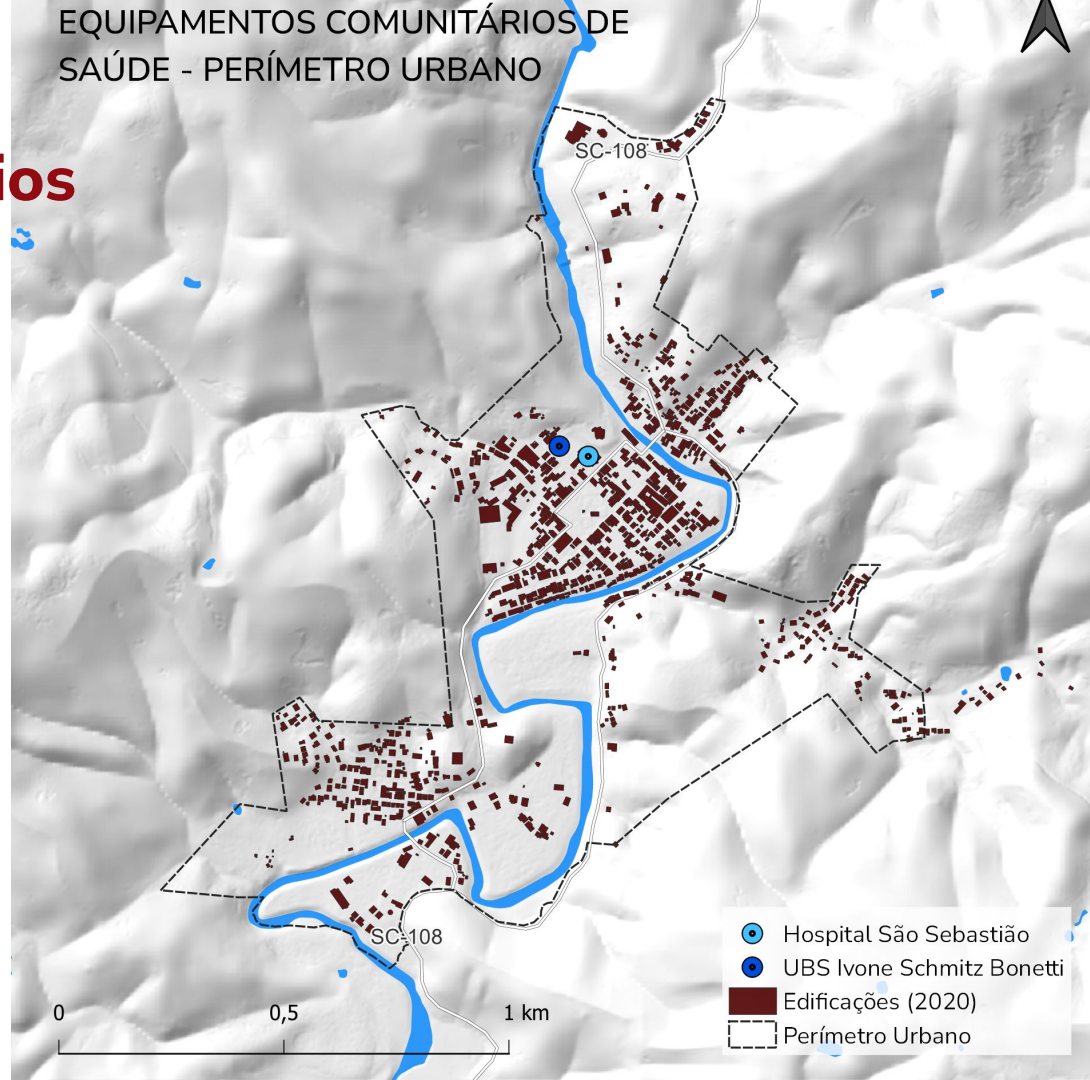 EQUIPAMENTOS COMUNITÁRIOS DE
SAÚDE - PERÍMETRO URBANO
SC-108
ios
SC-108
Hospital São Sebastião
UBS Ivone Schmitz Bonetti
Edificações (2020)
Perímetro Urbano
0 0,5 1 km